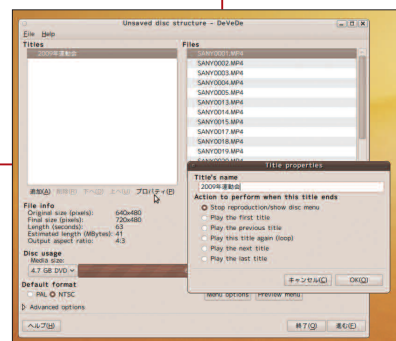 Unsaved disc structure - DeVeDe
File Help
Titles
2009年運動会
Files
SANY0001.MP4
SANY0002.MP4
SANY0003.MP4
SANY0004.MP4
SANY0005.MP4
SANY0013.MP4
SANY0014.MP4
SANY0015.MP4
SANY0016.MP4
SANY0017.MP4
SANY0018.MP4
SANY0019.MP4
追加(A) プロパティ(P)
File info
Original size (pixels): 640x480
Final size (pixels): 720x480
Length (seconds): 63
Estimated length (MBytes): 41
Output aspect ratio: 4:3
Disc usage
Media size:
4.7 GB DVD
Default format
PAL NTSC
Menu options Preview menu
Advanced options
ヘルプ(H) 終了(Q) 進む(F)
Title properties
Title's name
2009年運動会
Action to perform when this title ends
Stop reproduction/show disc menu
Play the first title
Play the previous title
Play this title again (loop)
Play the next title
Play the last title
キャンセル(C) OK(O)